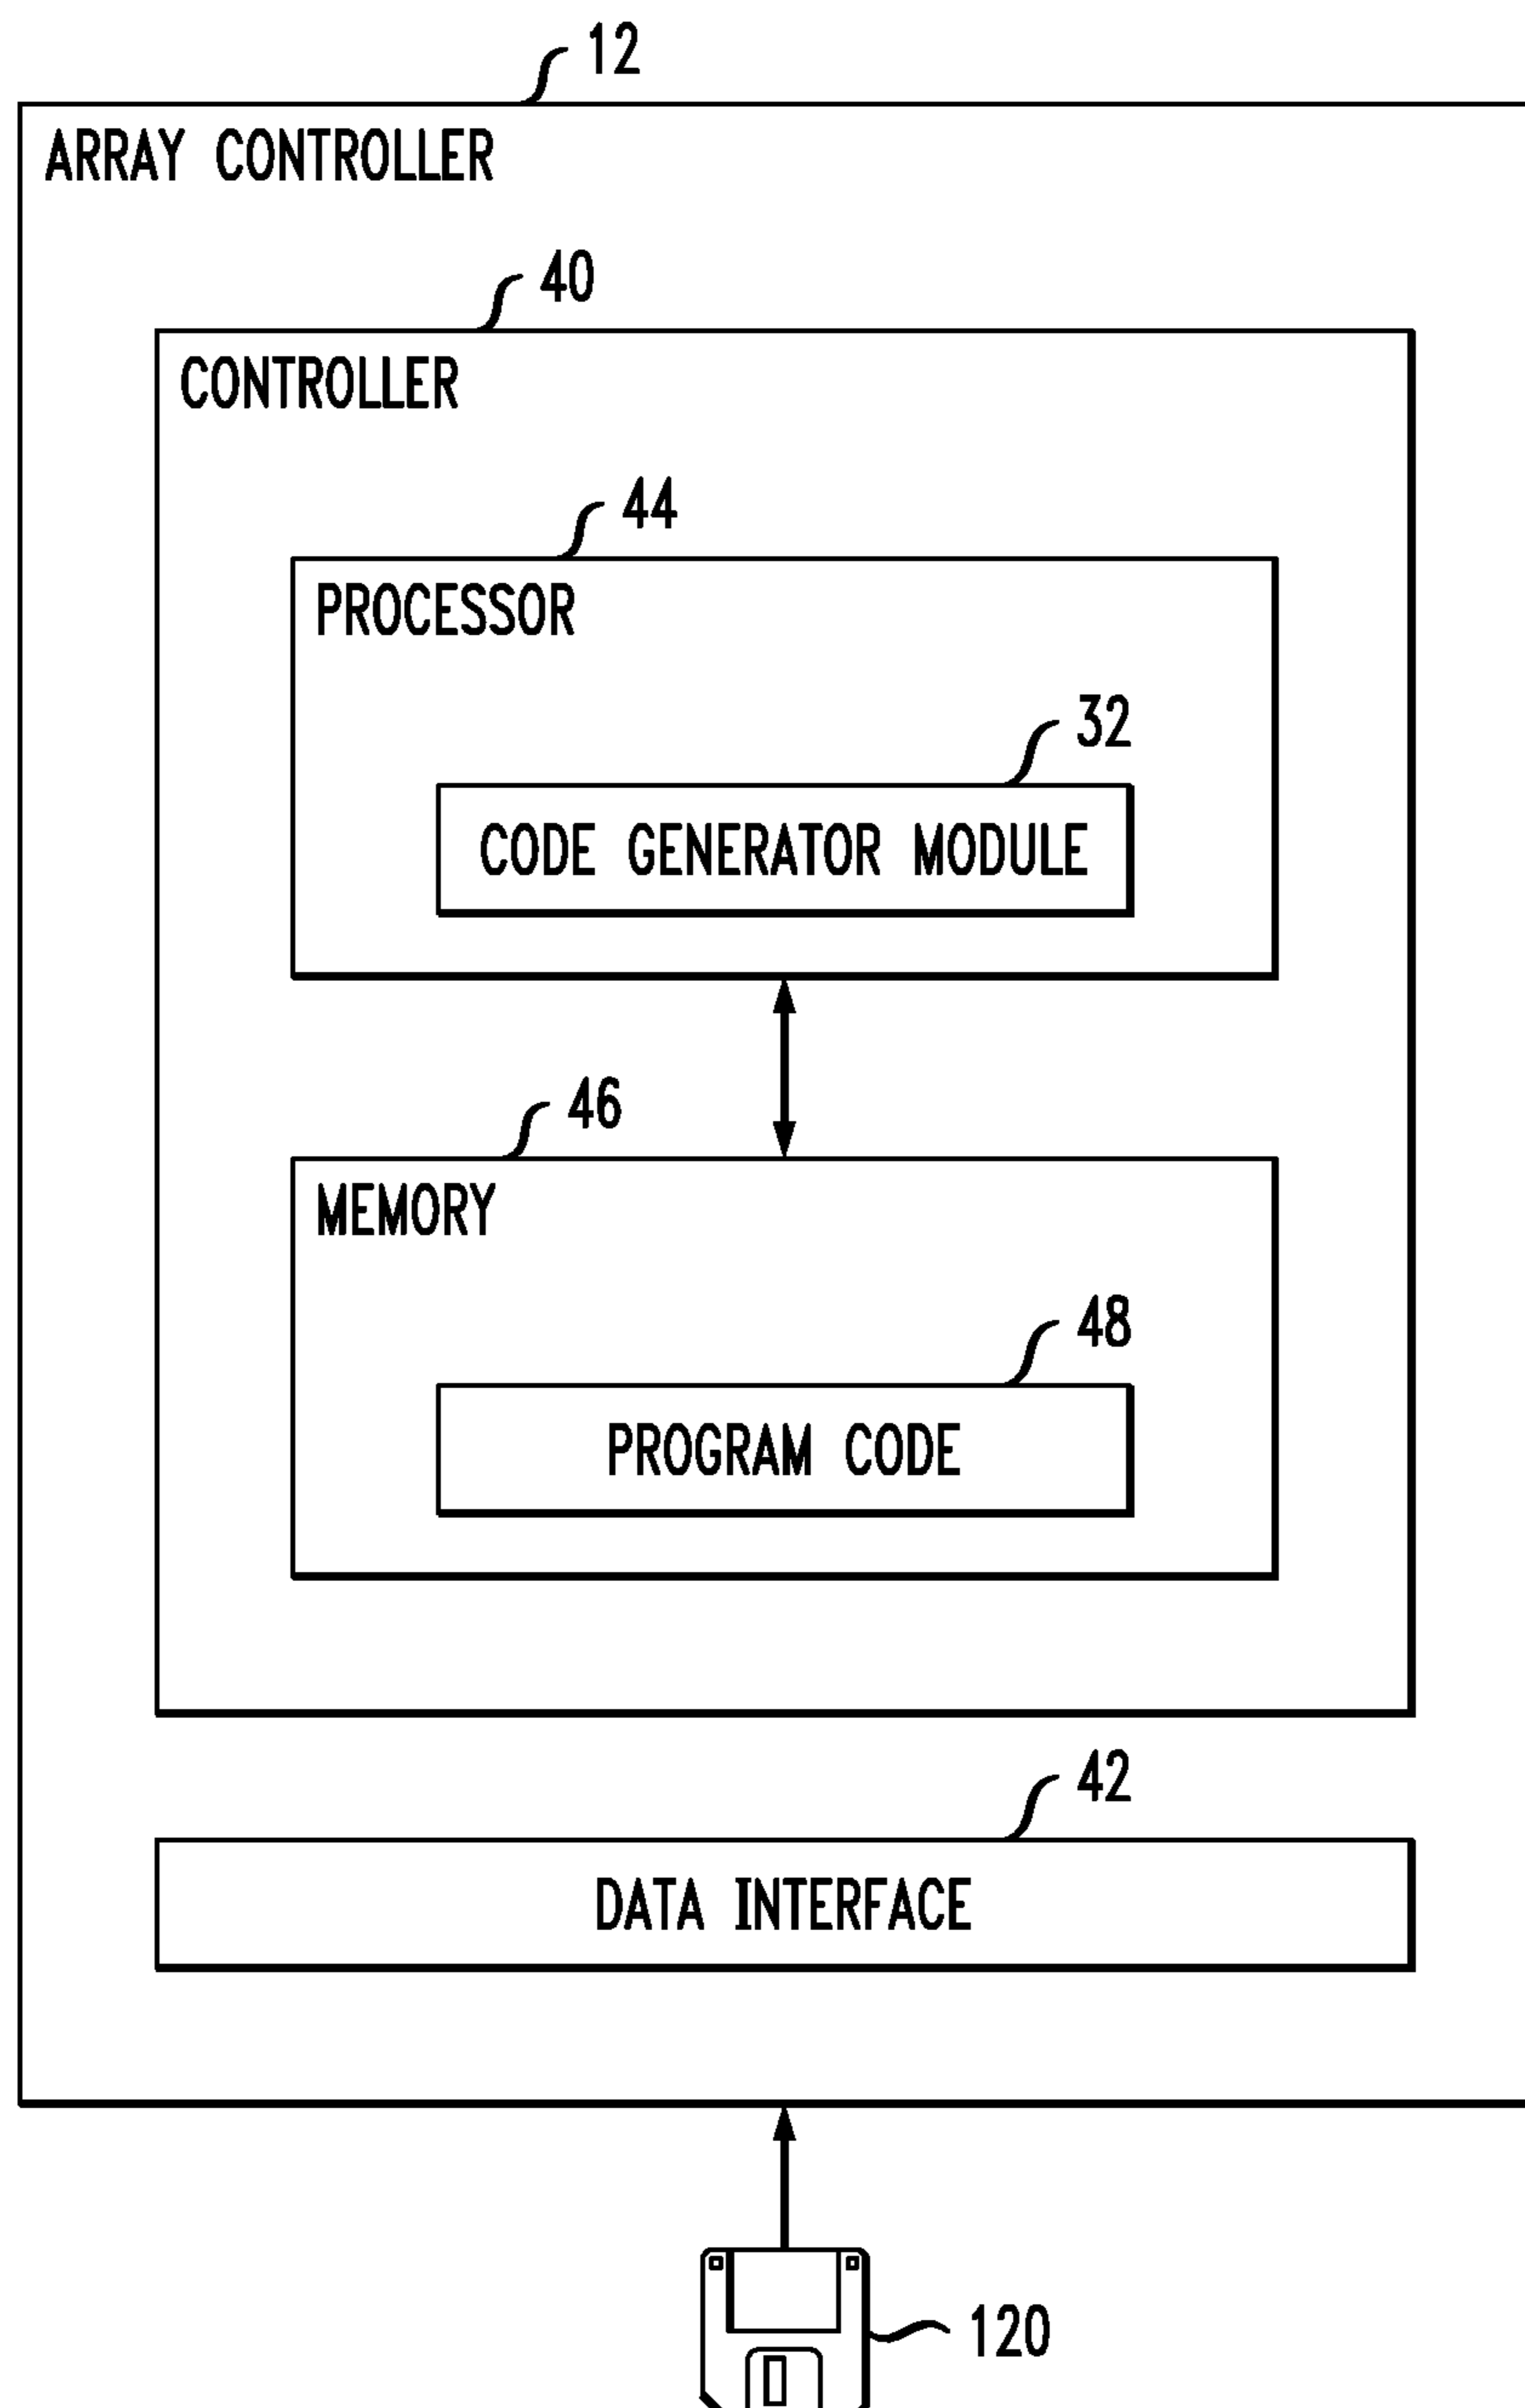 12
ARRAY CONTROLLER
40
CONTROLLER
44
PROCESSOR
32
CODE GENERATOR MODULE
46
MEMORY
48
PROGRAM CODE
42
DATA INTERFACE
120